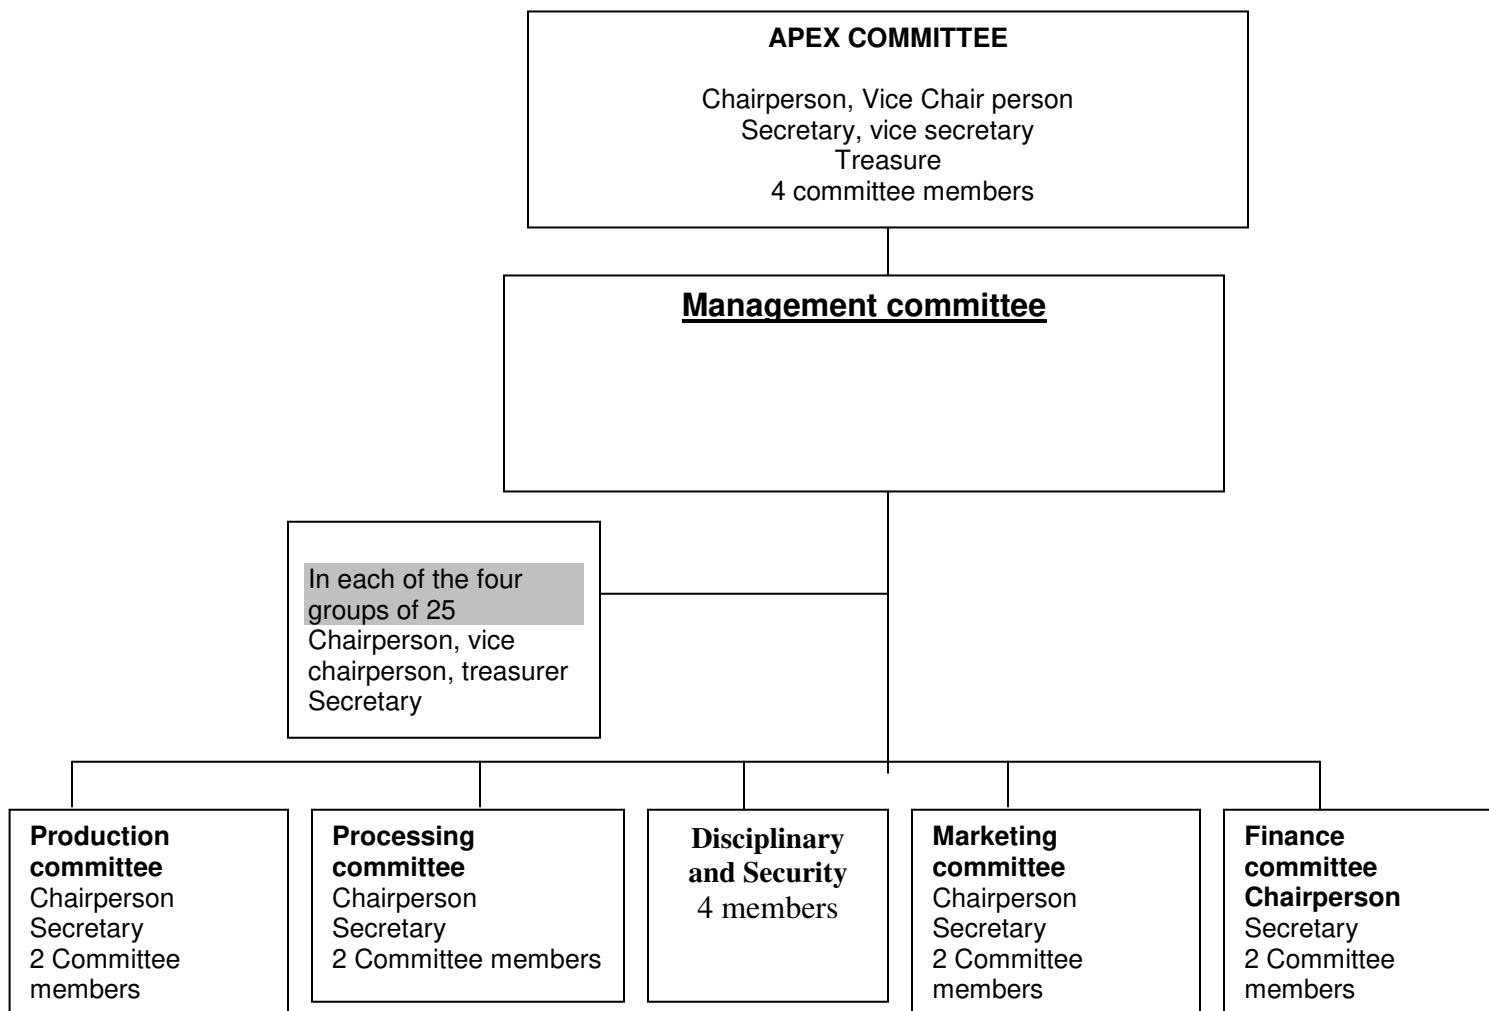 APEX COMMITTEE
Chairperson, Vice Chair person
Secretary, vice secretary
Treasure
4 committee members
Management committee
In each of the four
groups of 25
Chairperson, vice
chairperson, treasurer
Secretary
Production
committee
Chairperson
Secretary
2 Committee
members
Processing
committee
Chairperson
Secretary
2 Committee members
Disciplinary
and Security
4 members
Marketing
committee
Chairperson
Secretary
2 Committee
members
Finance
committee
Chairperson
Secretary
2 Committee
members